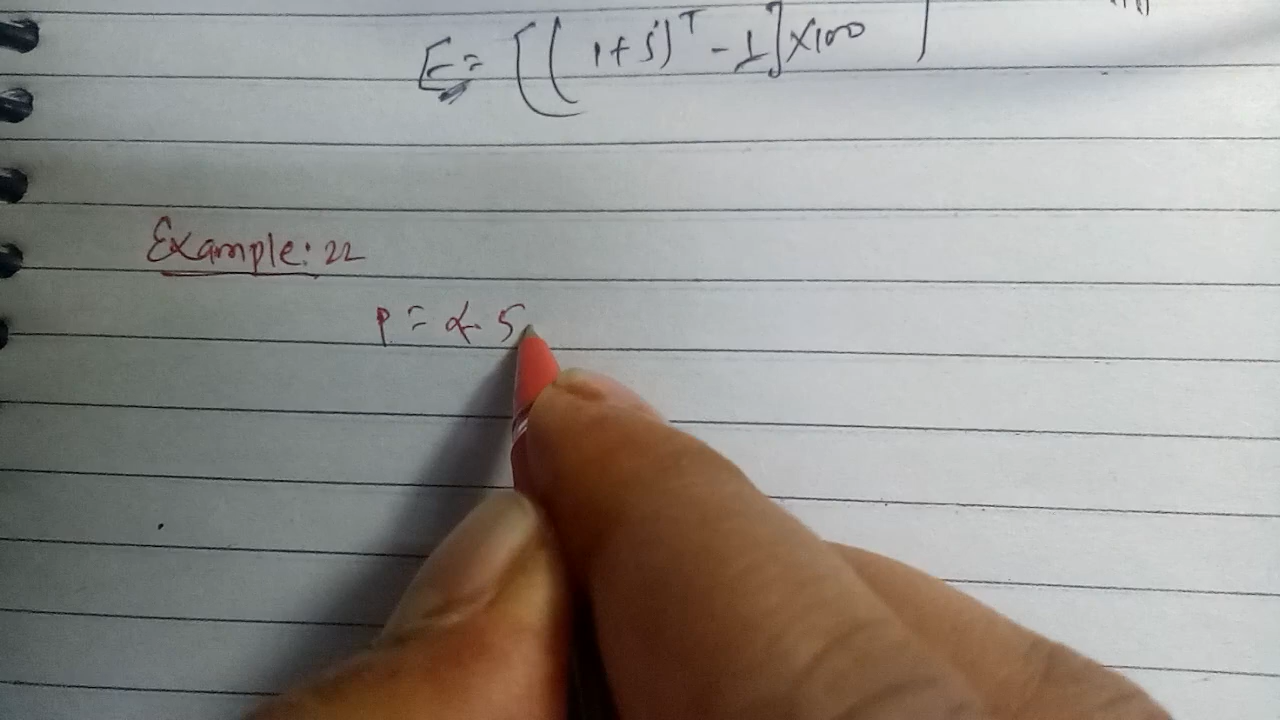 E = [(1+i)^T - 1] x100
Example: 22
P = ₹. 5